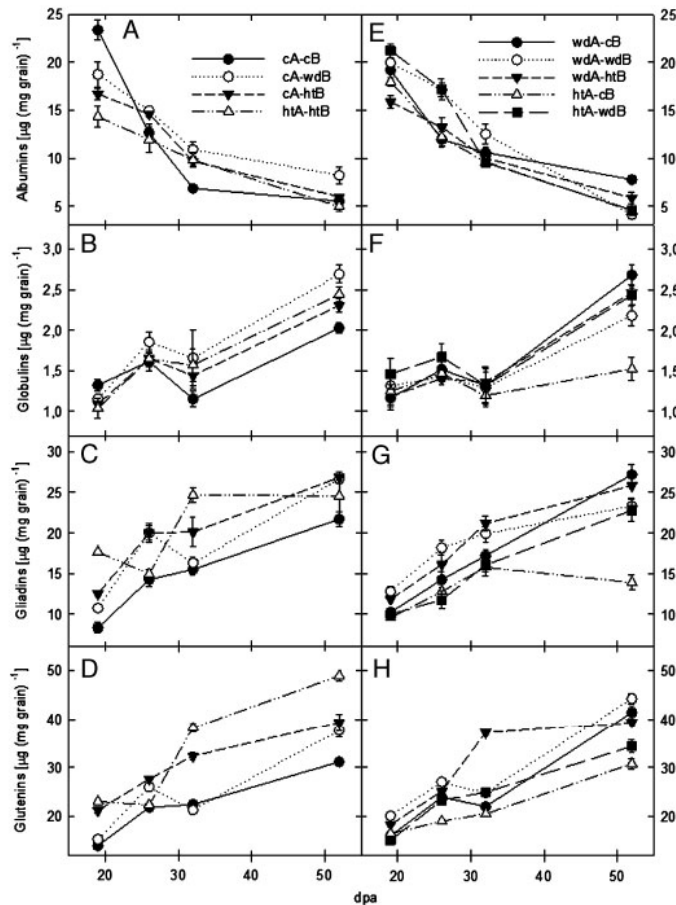 A
cA-cB
cA-wdB
cA-htB
htA-htB
E
wdA-cB
wdA-wdB
wdA-htB
htA-cB
htA-wdB
Abumins [µg (mg grain)⁻¹]
25
20
15
10
5
25
20
15
10
5
B
F
Globulins [µg (mg grain)⁻¹]
3,0
2,5
2,0
1,5
1,0
3,0
2,5
2,0
1,5
1,0
C
G
Gliadins [µg (mg grain)⁻¹]
30
25
20
15
10
30
25
20
15
10
D
H
Glutenins [µg (mg grain)⁻¹]
50
40
30
20
50
40
30
20
20 30 40 50 20 30 40 50
dpa